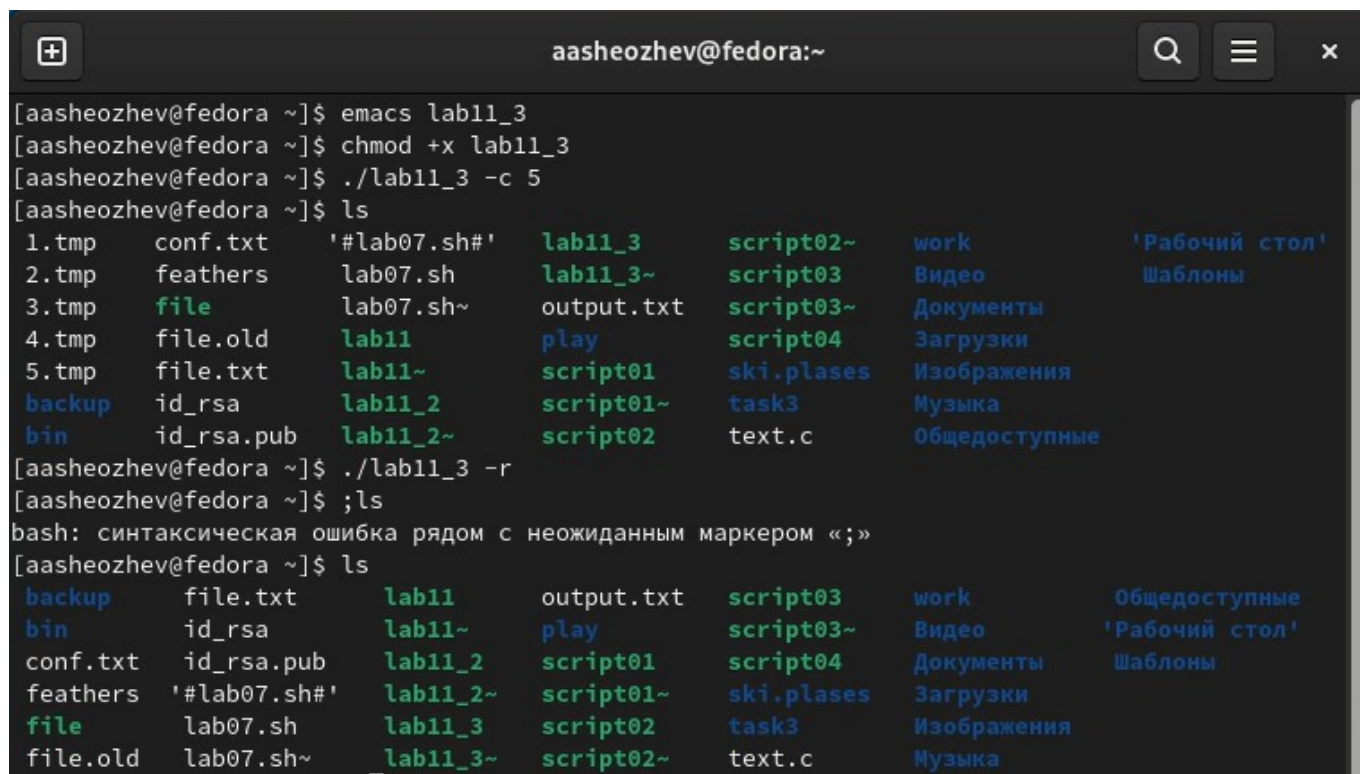 aasheozhev@fedora:~
[aasheozhev@fedora ~]$ emacs lab11_3
[aasheozhev@fedora ~]$ chmod +x lab11_3
[aasheozhev@fedora ~]$ ./lab11_3 -c 5
[aasheozhev@fedora ~]$ ls
1.tmp conf.txt '#lab07.sh#' lab11_3 script02~ work 'Рабочий стол'
2.tmp feathers lab07.sh lab11_3~ script03 Видео Шаблоны
3.tmp file lab07.sh~ output.txt script03~ Документы
4.tmp file.old lab11 play script04 Загрузки
5.tmp file.txt lab11~ script01 ski.plases Изображения
backup id_rsa lab11_2 script01~ task3 Музыка
bin id_rsa.pub lab11_2~ script02 text.c Общедоступные
[aasheozhev@fedora ~]$ ./lab11_3 -r
[aasheozhev@fedora ~]$ ;ls
bash: синтаксическая ошибка рядом с неожиданным маркером «;»
[aasheozhev@fedora ~]$ ls
backup file.txt lab11 output.txt script03 work Общедоступные
bin id_rsa lab11~ play script03~ Видео 'Рабочий стол'
conf.txt id_rsa.pub lab11_2 script01 script04 Документы Шаблоны
feathers '#lab07.sh#' lab11_2~ script01~ ski.plases Загрузки
file lab07.sh lab11_3 script02 task3 Изображения
file.old lab07.sh~ lab11_3~ script02~ text.c Музыка